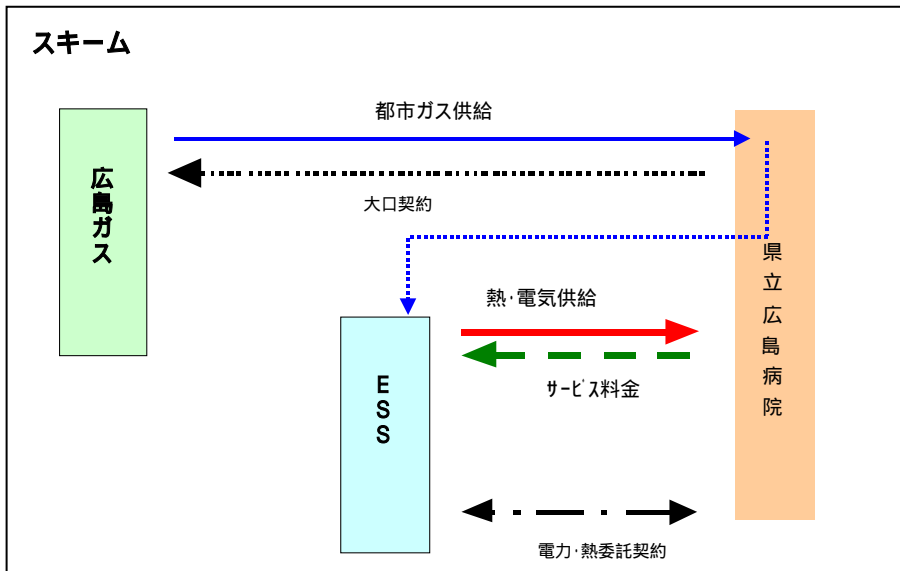 スキーム
都市ガス供給
広島ガス
大口契約
県立広島病院
熱･電気供給
ESS
ｻｰﾋﾞｽ料金
電力･熱委託契約